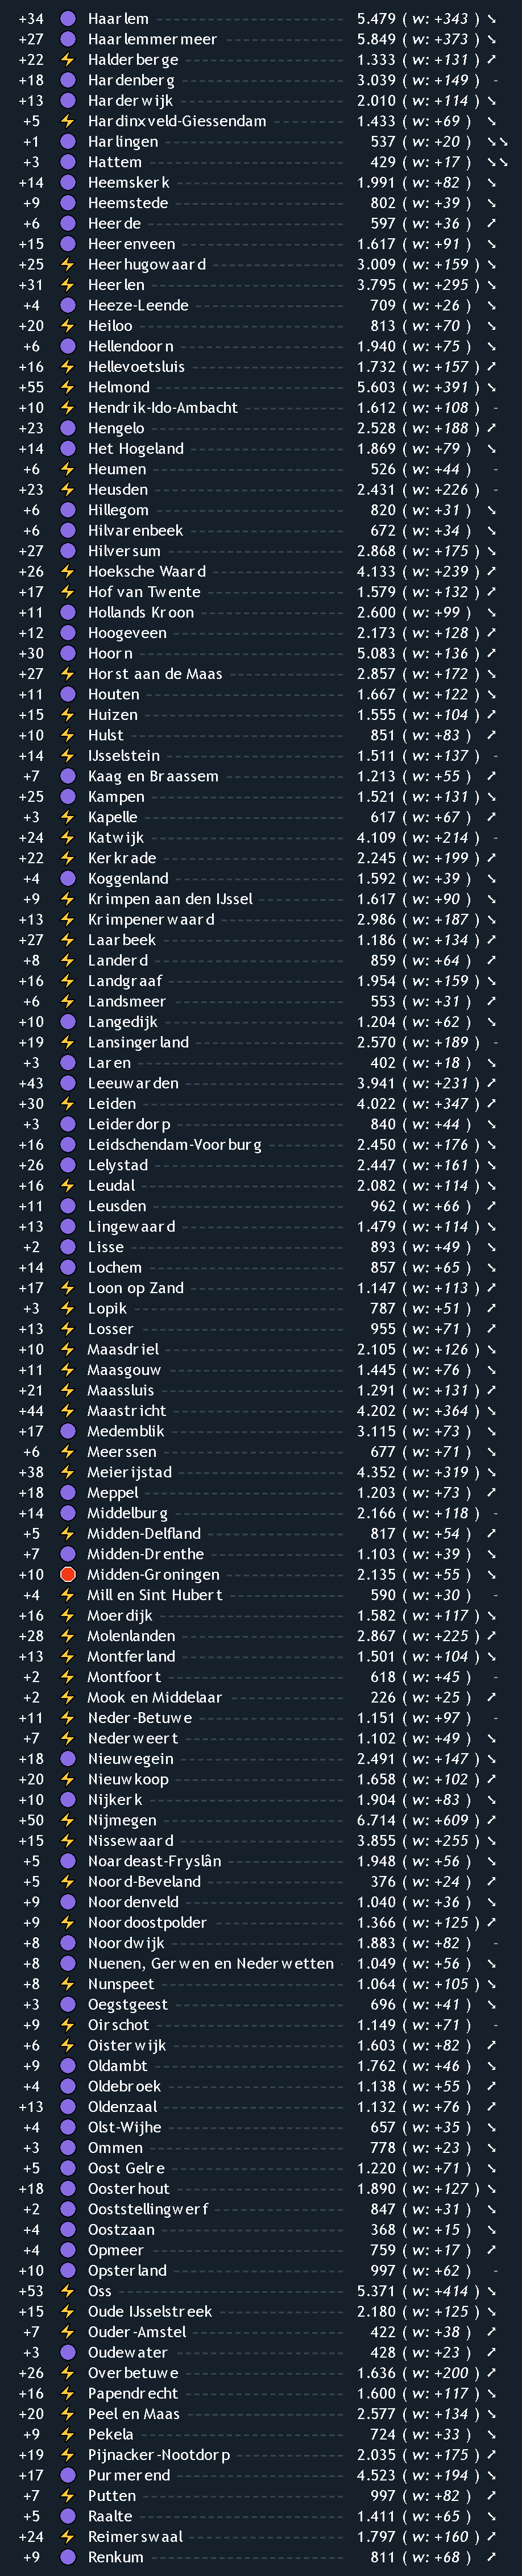 +34 Haarlem 5.479 ( w: +343 ) ↘
+27 Haarlemmermeer 5.849 ( w: +373 ) ↘
+22 ⚡ Halderberge 1.333 ( w: +131 ) ↗
+18 Hardenberg 3.039 ( w: +149 ) -
+13 Harderwijk 2.010 ( w: +114 ) ↘
+5 ⚡ Hardinxveld-Giessendam 1.433 ( w: +69 ) ↘
+1 Harlingen 537 ( w: +20 ) ↘↘
+3 Hattem 429 ( w: +17 ) ↘↘
+14 Heemskerk 1.991 ( w: +82 ) ↘
+9 Heemstede 802 ( w: +39 ) ↘
+6 Heerde 597 ( w: +36 ) ↗
+15 Heerenveen 1.617 ( w: +91 ) ↘
+25 ⚡ Heerhugowaard 3.009 ( w: +159 ) ↘
+31 ⚡ Heerlen 3.795 ( w: +295 ) ↘
+4 Heeze-Leende 709 ( w: +26 ) ↘
+20 ⚡ Heiloo 813 ( w: +70 ) ↘
+6 Hellendoorn 1.940 ( w: +75 ) ↘
+16 ⚡ Hellevoetsluis 1.732 ( w: +157 ) ↗
+55 ⚡ Helmond 5.603 ( w: +391 ) ↘
+10 ⚡ Hendrik-Ido-Ambacht 1.612 ( w: +108 ) -
+23 Hengelo 2.528 ( w: +188 ) ↗
+14 Het Hogeland 1.869 ( w: +79 ) ↘
+6 ⚡ Heumen 526 ( w: +44 ) -
+23 ⚡ Heusden 2.431 ( w: +226 )
+6 Hillegom 820 ( w: +31 ) ↘
+6 Hilvarenbeek 672 ( w: +34 ) ↘
+27 Hilversum 2.868 ( w: +175 ) ↘
+26 ⚡ Hoeksche Waard 4.133 ( w: +239 ) ↗
+17 ⚡ Hof van Twente 1.579 ( w: +132 ) ↗
+11 Hollands Kroon 2.600 ( w: +99 ) ↘
+12 Hoogeveen 2.173 ( w: +128 ) ↗
+30 Hoorn 5.083 ( w: +136 ) ↗
+27 ⚡ Horst aan de Maas 2.857 ( w: +172 ) ↘
+11 Houten 1.667 ( w: +122 ) ↘
+15 ⚡ Huizen 1.555 ( w: +104 ) ↗
+10 ⚡ Hulst 851 ( w: +83 ) ↗
+14 ⚡ IJsselstein 1.511 ( w: +137 ) -
+7 Kaag en Braassem 1.213 ( w: +55 ) ↗
+25 Kampen 1.521 ( w: +131 ) ↘
+3 ⚡ Kapelle 617 ( w: +67 ) ↗
+24 ⚡ Katwijk 4.109 ( w: +214 )
+22 ⚡ Kerkrade 2.245 ( w: +199 ) ↗
+4 Koggenland 1.592 ( w: +39 ) ↘
+9 ⚡ Krimpen aan den IJssel 1.617 ( w: +90 ) ↘
+13 ⚡ Krimpenerwaard 2.986 ( w: +187 ) ↘
+27 ⚡ Laarbeek 1.186 ( w: +134 ) ↗
+8 ⚡ Landerd 859 ( w: +64 ) ↗
+16 ⚡ Landgraaf 1.954 ( w: +159 ) ↘
+6 ⚡ Landsmeer 553 ( w: +31 ) ↗
+10 Langedijk 1.204 ( w: +62 ) ↘
+19 ⚡ Lansingerland 2.570 ( w: +189 ) -
+3 Laren 402 ( w: +18 ) ↘
+43 Leeuwarden 3.941 ( w: +231 ) ↗
+30 ⚡ Leiden 4.022 ( w: +347 ) ↗
+3 Leiderdorp 840 ( w: +44 ) ↘
+16 Leidschendam-Voorburg 2.450 ( w: +176 ) ↘
+26 Lelystad 2.447 ( w: +161 ) ↘
+16 ⚡ Leudal 2.082 ( w: +114 ) ↘
+11 Leusden 962 ( w: +66 ) ↗
+13 Lingewaard 1.479 ( w: +114 ) ↘
+2 Lisse 893 ( w: +49 ) ↘
+14 Lochem 857 ( w: +65 ) ↘
+17 ⚡ Loon op Zand 1.147 ( w: +113 ) ↗
+3 ⚡ Lopik 787 ( w: +51 ) ↗
+13 ⚡ Losser 955 ( w: +71 ) ↗
+10 ⚡ Maasdriel 2.105 ( w: +126 ) ↘
+11 ⚡ Maasgouw 1.445 ( w: +76 ) ↘
+21 ⚡ Maassluis 1.291 ( w: +131 ) ↗
+44 ⚡ Maastricht 4.202 ( w: +364 ) ↗
+17 Medemblik 3.115 ( w: +73 ) ↘
+6 ⚡ Meerssen 677 ( w: +71 ) ↘
+38 ⚡ Meierijstad 4.352 ( w: +319 ) ↘
+18 Meppel 1.203 ( w: +73 ) ↗
+14 Middelburg 2.166 ( w: +118 ) -
+5 ⚡ Midden-Delfland 817 ( w: +54 ) ↗
+7 Midden-Drenthe 1.103 ( w: +39 ) ↘
+10 Midden-Groningen 2.135 ( w: +55 ) ↘
+4 ⚡ Mill en Sint Hubert 590 ( w: +30 )
+16 ⚡ Moerdijk 1.582 ( w: +117 ) ↘
+28 ⚡ Molenlanden 2.867 ( w: +225 ) ↗
+13 ⚡ Montferland 1.501 ( w: +104 ) ↘
+2 ⚡ Montfoort 618 ( w: +45 )
+2 ⚡ Mook en Middelaar 226 ( w: +25 ) ↗
+11 ⚡ Neder-Betuwe 1.151 ( w: +97 ) -
+7 ⚡ Nederweert 1.102 ( w: +49 ) ↘
+18 Nieuwegein 2.491 ( w: +147 ) ↘
+20 ⚡ Nieuwkoop 1.658 ( w: +102 ) ↗
+10 Nijkerk 1.904 ( w: +83 ) ↘
+50 ⚡ Nijmegen 6.714 ( w: +609 ) ↗
+15 ⚡ Nissewaard 3.855 ( w: +255 ) ↘
+5 Noardeast-Fryslân 1.948 ( w: +56 ) ↘
+5 ⚡ Noord-Beveland 376 ( w: +24 ) ↗
+9 Noordenveld 1.040 ( w: +36 ) ↘
+9 ⚡ Noordoostpolder 1.366 ( w: +125 ) ↗
+8 Noordwijk 1.883 ( w: +82 ) -
+8 Nuenen, Gerwen en Nederwetten 1.049 ( w: +56 ) ↘
+8 ⚡ Nunspeet 1.064 ( w: +105 ) ↘
+3 Oegstgeest 696 ( w: +41 ) ↘
+9 ⚡ Oirschot 1.149 ( w: +71 ) -
+6 ⚡ Oisterwijk 1.603 ( w: +82 ) ↗
+9 Oldambt 1.762 ( w: +46 ) ↘
+4 Oldebroek 1.138 ( w: +55 ) ↗
+13 Oldenzaal 1.132 ( w: +76 ) ↗
+4 Olst-Wijhe 657 ( w: +35 ) ↘
+3 Ommen 778 ( w: +23 ) ↘
+5 Oost Gelre 1.220 ( w: +71 ) ↘
+18 Oosterhout 1.890 ( w: +127 ) ↘
+2 Ooststellingwerf 847 ( w: +31 ) ↘
+4 Oostzaan 368 ( w: +15 ) ↘
+4 Opmeer 759 ( w: +17 ) ↗
+10 Opsterland 997 ( w: +62 ) -
+53 ⚡ Oss 5.371 ( w: +414 ) ↘
+15 ⚡ Oude IJsselstreek 2.180 ( w: +125 ) ↘
+7 ⚡ Ouder-Amstel 422 ( w: +38 ) ↗
+3 Oudewater 428 ( w: +23 ) ↗
+26 ⚡ Overbetuwe 1.636 ( w: +200 ) ↗
+16 ⚡ Papendrecht 1.600 ( w: +117 ) ↘
+20 ⚡ Peel en Maas 2.577 ( w: +134 ) ↘
+9 ⚡ Pekela 724 ( w: +33 ) ↘
+19 ⚡ Pijnacker-Nootdorp 2.035 ( w: +175 ) ↗
+17 Purmerend 4.523 ( w: +194 ) ↘
+7 ⚡ Putten 997 ( w: +82 ) ↗
+5 Raalte 1.411 ( w: +65 ) ↘
+24 ⚡ Reimerswaal 1.797 ( w: +160 ) ↗
+9 Renkum 811 ( w: +68 ) ↗